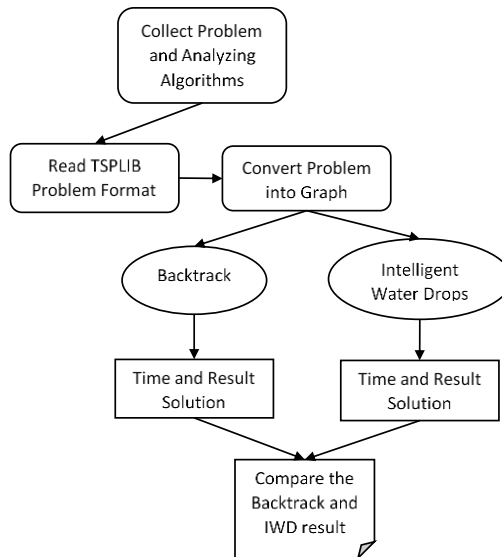 Collect Problem
and Analyzing
Algorithms
Read TSPLIB
Problem Format
Convert Problem
into Graph
Backtrack
Intelligent
Water Drops
Time and Result
Solution
Time and Result
Solution
Compare the
Backtrack and
IWD result